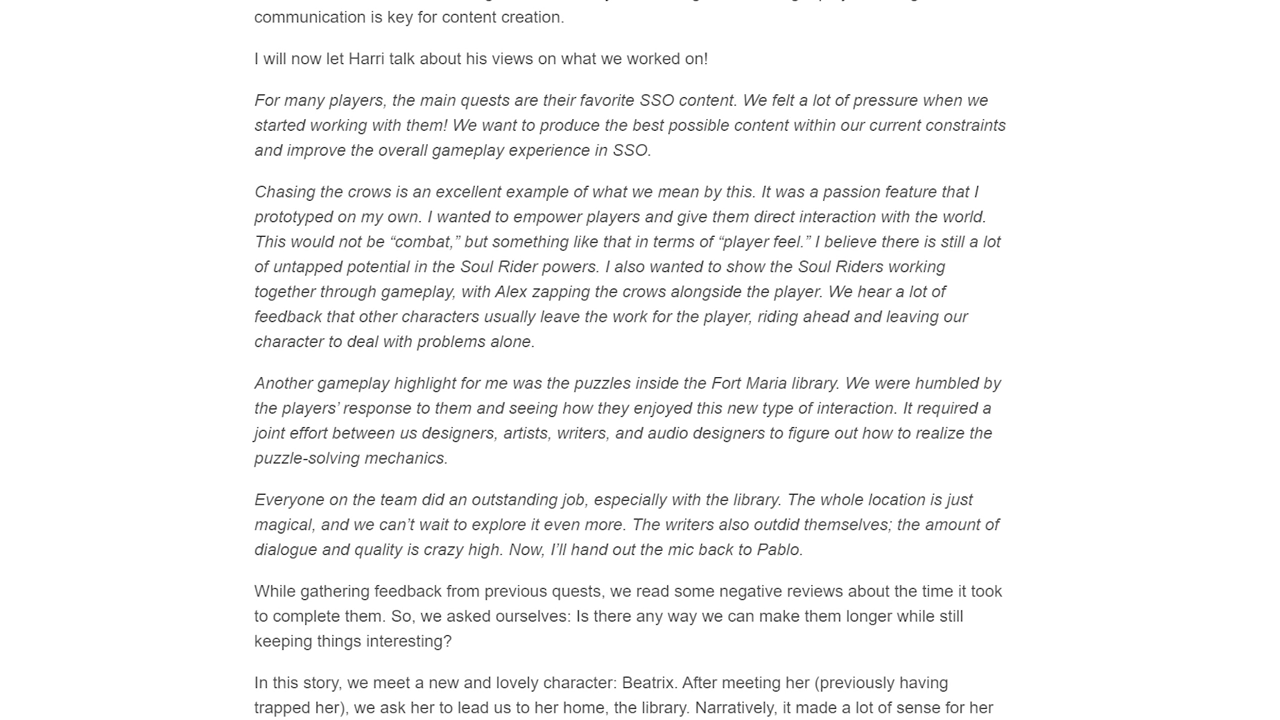 communication is key for content creation.
I will now let Harri talk about his views on what we worked on!
For many players, the main quests are their favorite SSO content. We felt a lot of pressure when we
started working with them! We want to produce the best possible content within our current constraints
and improve the overall gameplay experience in SSO.
Chasing the crows is an excellent example of what we mean by this. It was a passion feature that I
prototyped on my own. I wanted to empower players and give them direct interaction with the world.
This would not be “combat,” but something like that in terms of “player feel.” I believe there is still a lot
of untapped potential in the Soul Rider powers. I also wanted to show the Soul Riders working
together through gameplay, with Alex zapping the crows alongside the player. We hear a lot of
feedback that other characters usually leave the work for the player, riding ahead and leaving our
character to deal with problems alone.
Another gameplay highlight for me was the puzzles inside the Fort Maria library. We were humbled by
the players’ response to them and seeing how they enjoyed this new type of interaction. It required a
joint effort between us designers, artists, writers, and audio designers to figure out how to realize the
puzzle-solving mechanics.
Everyone on the team did an outstanding job, especially with the library. The whole location is just
magical, and we can’t wait to explore it even more. The writers also outdid themselves; the amount of
dialogue and quality is crazy high. Now, I’ll hand out the mic back to Pablo.
While gathering feedback from previous quests, we read some negative reviews about the time it took
to complete them. So, we asked ourselves: Is there any way we can make them longer while still
keeping things interesting?
In this story, we meet a new and lovely character: Beatrix. After meeting her (previously having
trapped her), we ask her to lead us to her home, the library. Narratively, it made a lot of sense for her